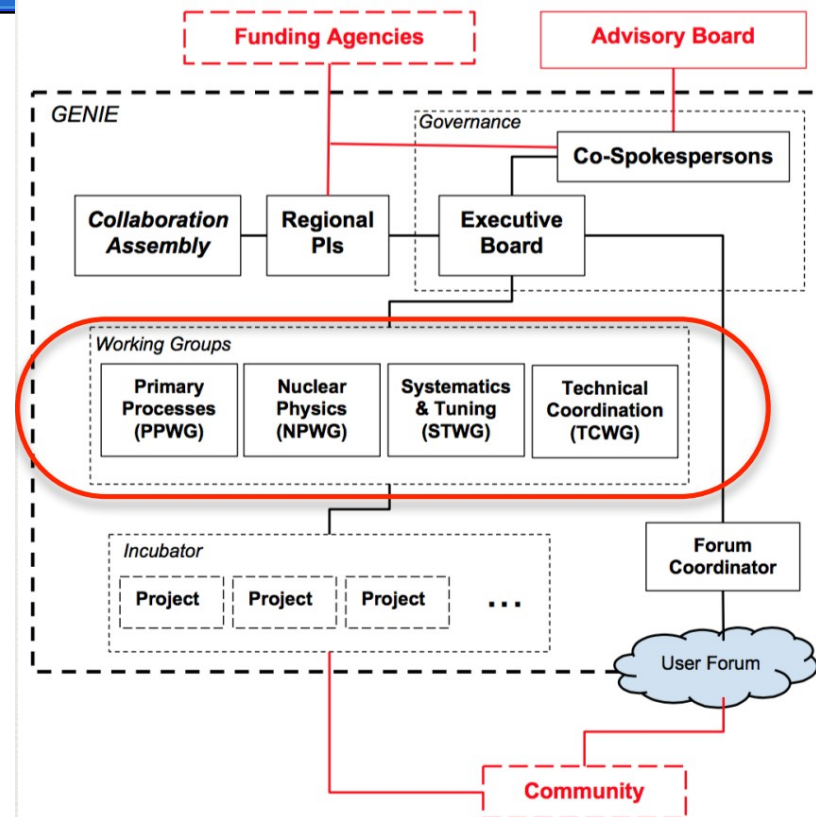 Funding Agencies
Advisory Board
GENIE
Governance
Co-Spokespersons
Collaboration
Assembly
Regional
PIs
Executive
Board
Working Groups
Primary
Processes
(PPWG)
Nuclear
Physics
(NPWG)
Systematics
& Tuning
(STWG)
Technical
Coordination
(TCWG)
Incubator
Project
Project
Project
...
Forum
Coordinator
User Forum
Community